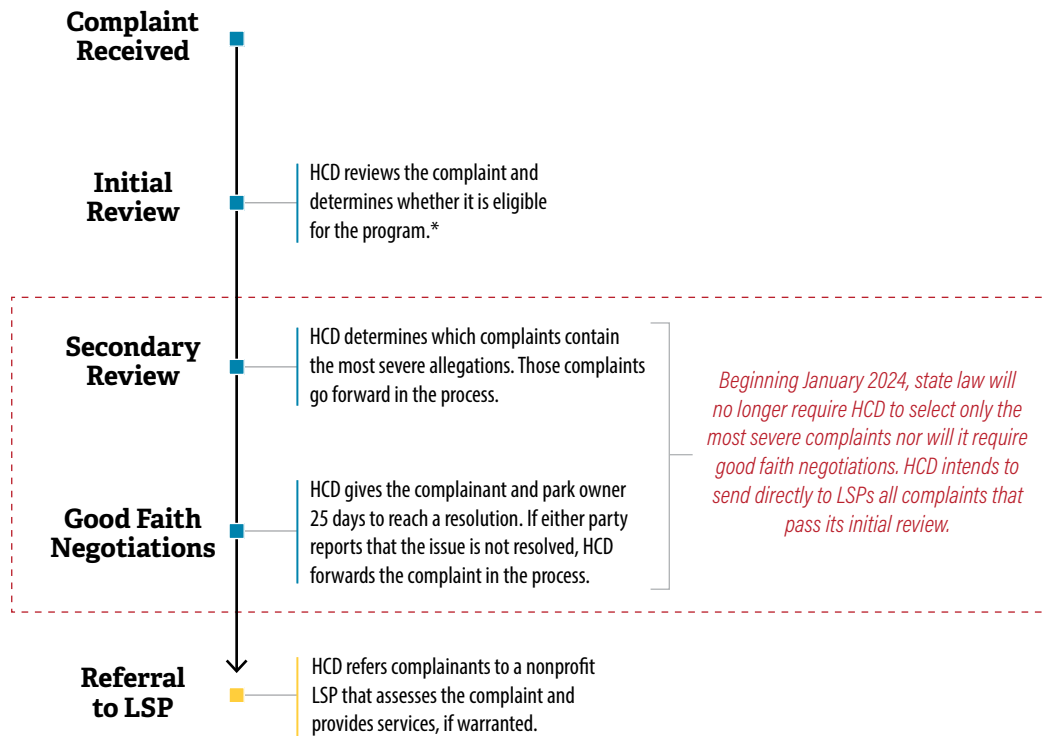 Complaint
Received
Initial
Review
HCD reviews the complaint and
determines whether it is eligible
for the program.*
Secondary
Review
HCD determines which complaints contain
the most severe allegations. Those complaints
go forward in the process.
Good Faith
Negotiations
HCD gives the complainant and park owner
25 days to reach a resolution. If either party
reports that the issue is not resolved, HCD
forwards the complaint in the process.
Beginning January 2024, state law will
no longer require HCD to select only the
most severe complaints nor will it require
good faith negotiations. HCD intends to
send directly to LSPs all complaints that
pass its initial review.
Referral
to LSP
HCD refers complainants to a nonprofit
LSP that assesses the complaint and
provides services, if warranted.